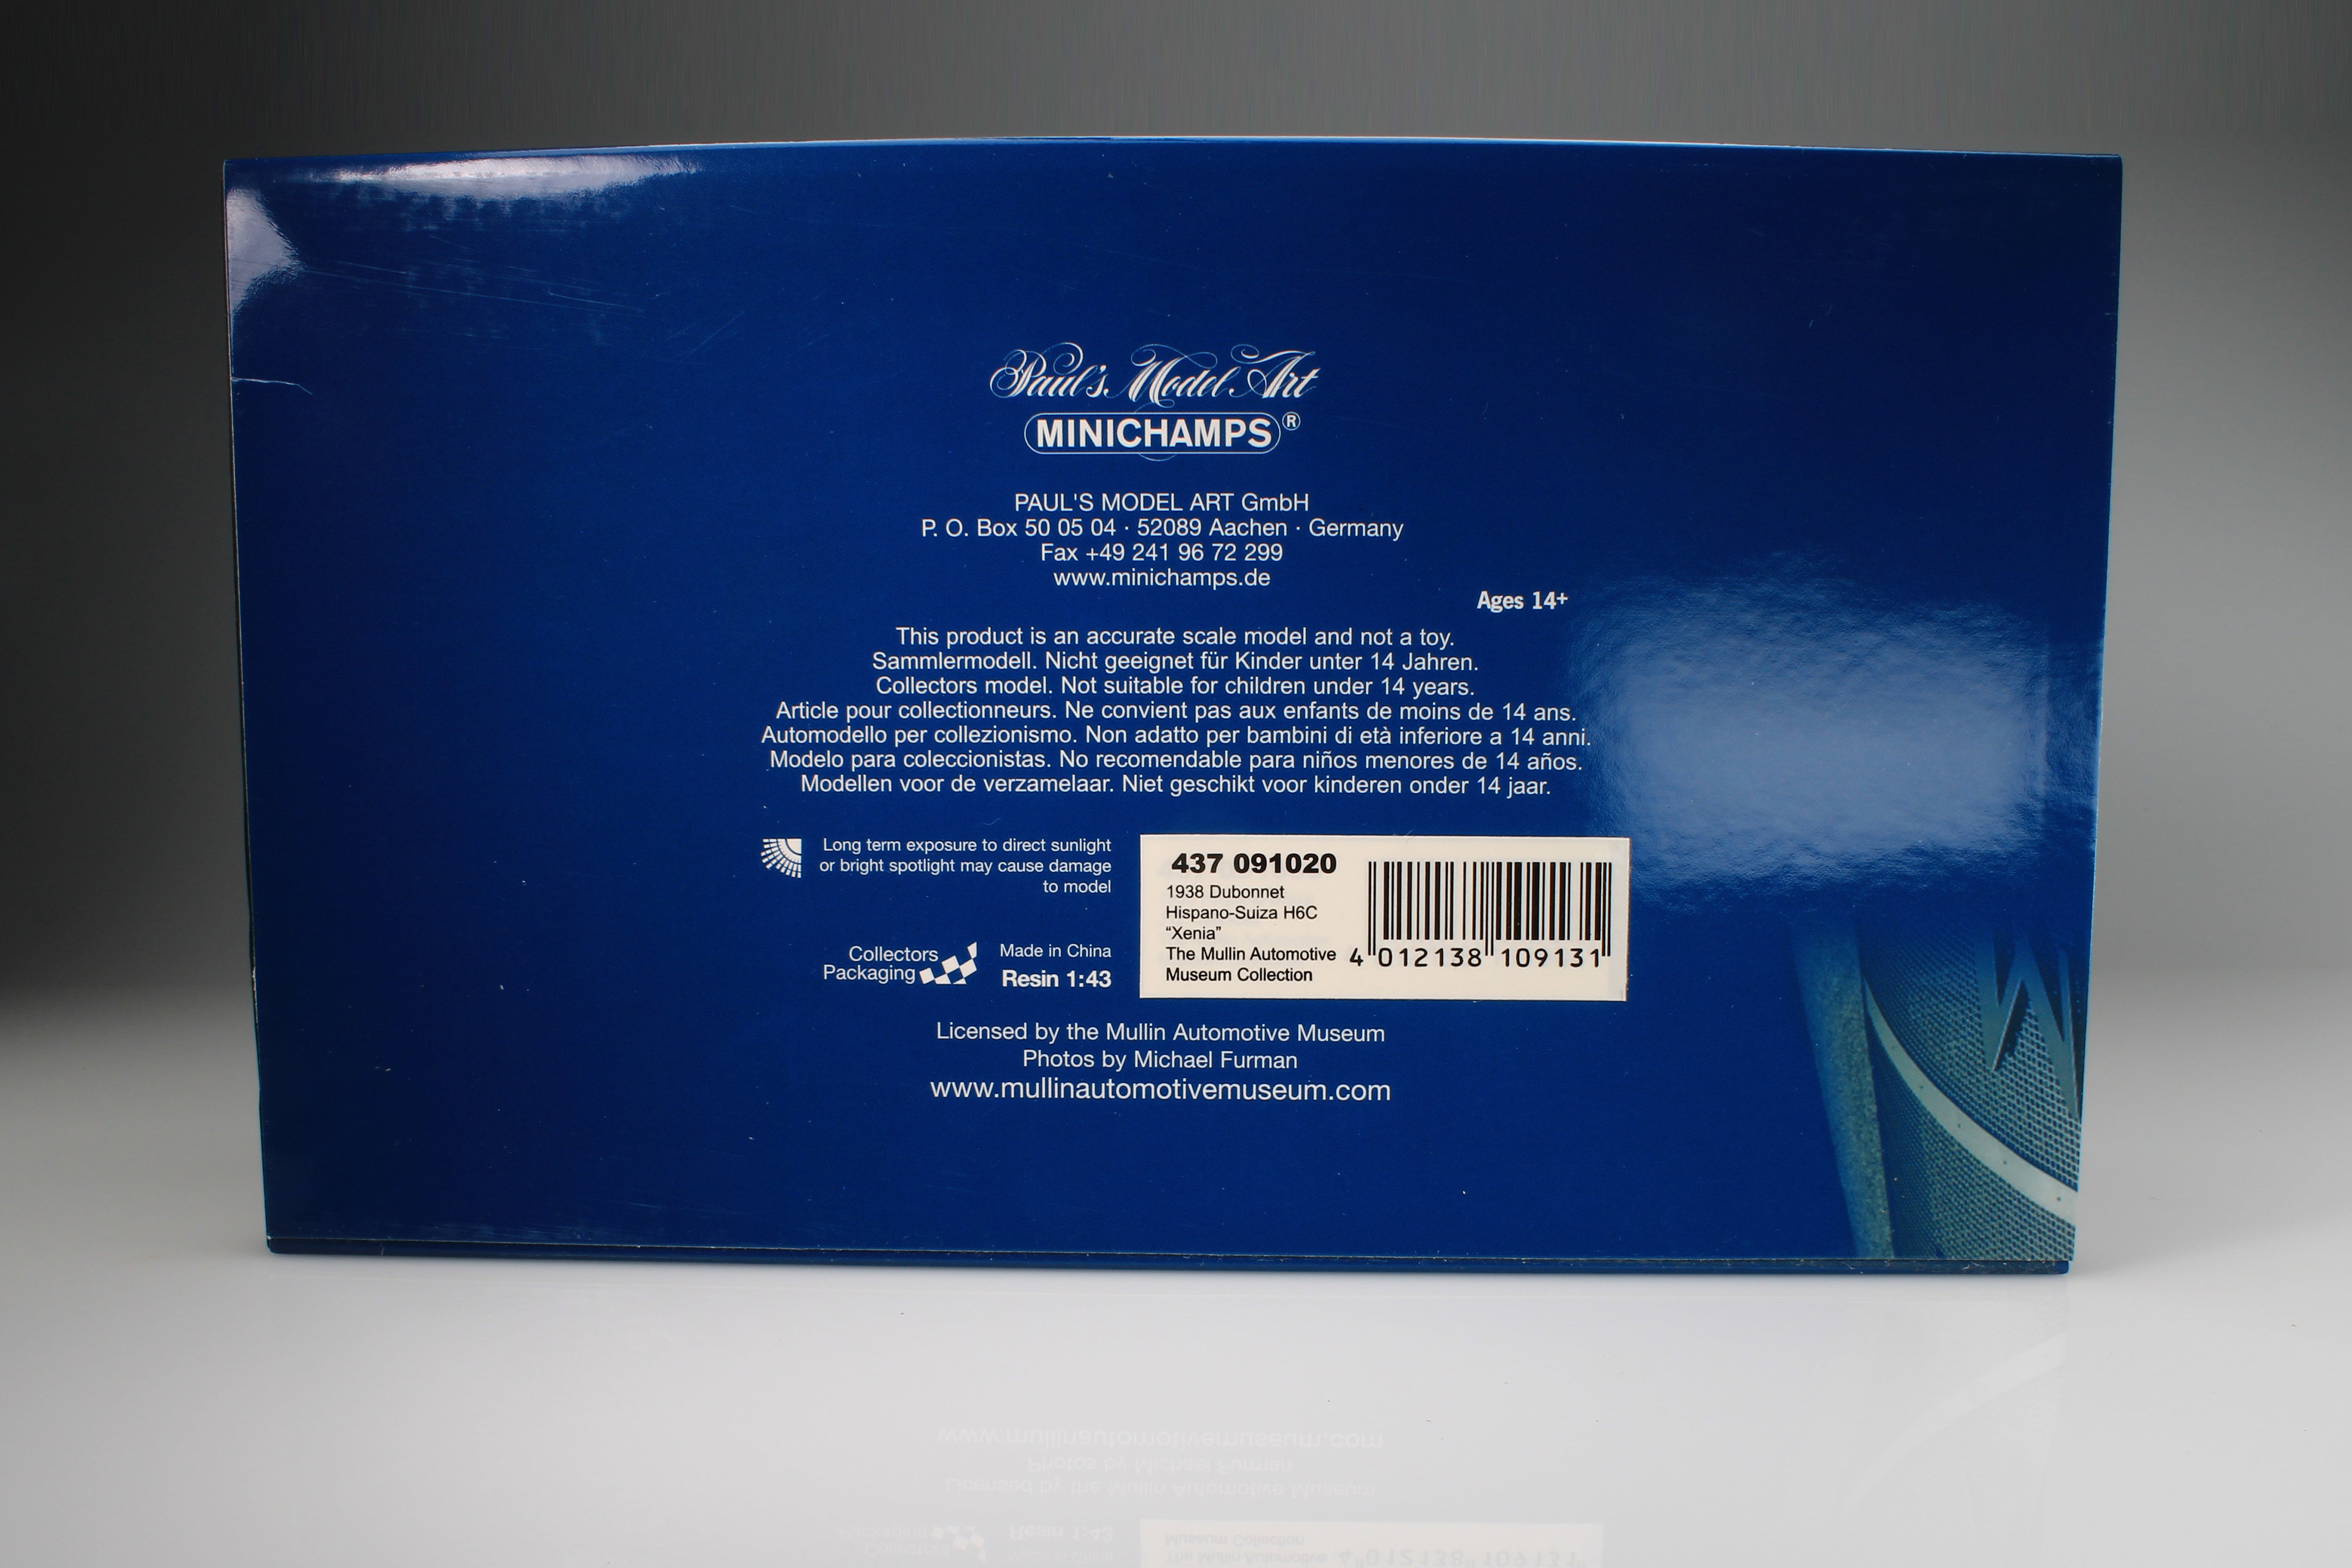 Paul's Model Art
MINICHAMPS®
PAUL'S MODEL ART GmbH
P. O. Box 50 05 04 · 52089 Aachen · Germany
Fax +49 241 96 72 299
www.minichamps.de
Ages 14+
This product is an accurate scale model and not a toy.
Sammlermodell. Nicht geeignet für Kinder unter 14 Jahren.
Collectors model. Not suitable for children under 14 years.
Article pour collectionneurs. Ne convient pas aux enfants de moins de 14 ans.
Automodello per collezionismo. Non adatto per bambini di età inferiore a 14 anni.
Modelo para coleccionistas. No recomendable para niños menores de 14 años.
Modellen voor de verzamelaar. Niet geschikt voor kinderen onder 14 jaar.
Long term exposure to direct sunlight
or bright spotlight may cause damage
to model
Collectors
Packaging
Made in China
Resin 1:43
437 091020
1938 Dubonnet
Hispano-Suiza H6C
“Xenia”
The Mullin Automotive
Museum Collection
4 012138 109131
Licensed by the Mullin Automotive Museum
Photos by Michael Furman
www.mullinautomotivemuseum.com